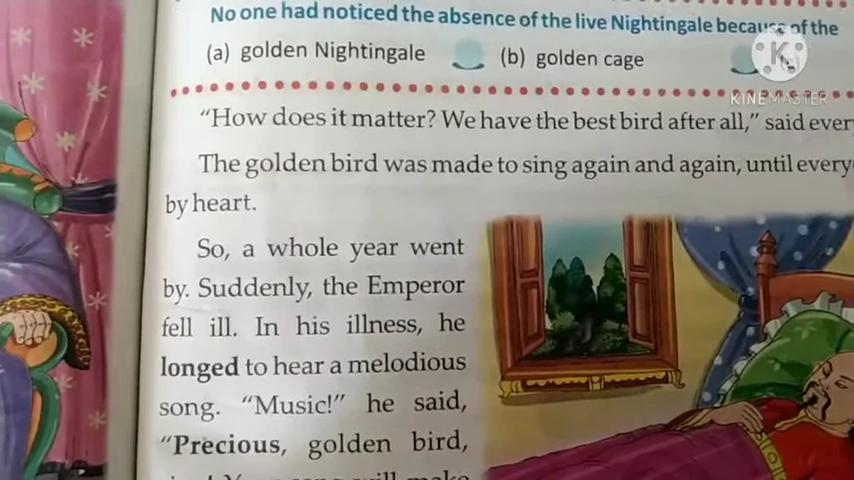 No one had noticed the absence of the live Nightingale because of the
(a) golden Nightingale (b) golden cage
KINEMASTER
"How does it matter? We have the best bird after all," said
The golden bird was made to sing again and again, until
by heart.
So, a whole year went
by. Suddenly, the Emperor
fell ill. In his illness, he
longed to hear a melodious
song. "Music!" he said,
"Precious, golden bird,